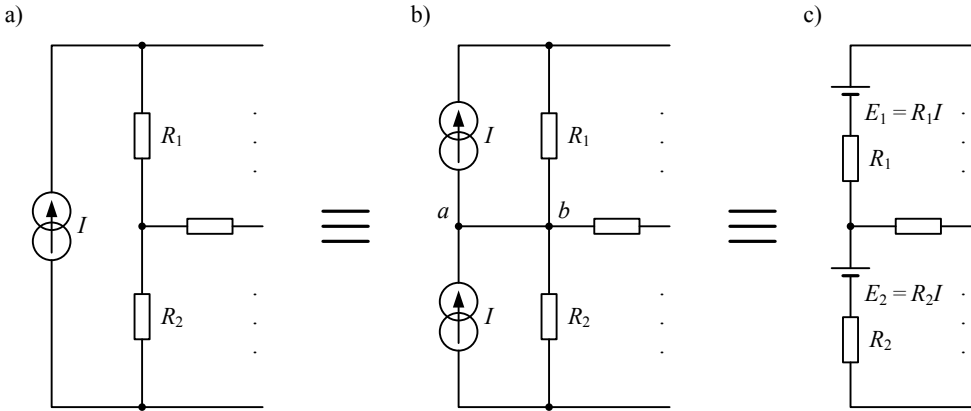 a)
I
R1
R2
b)
I
I
a
b
R1
R2
c)
E1 = R1I
R1
E2 = R2I
R2